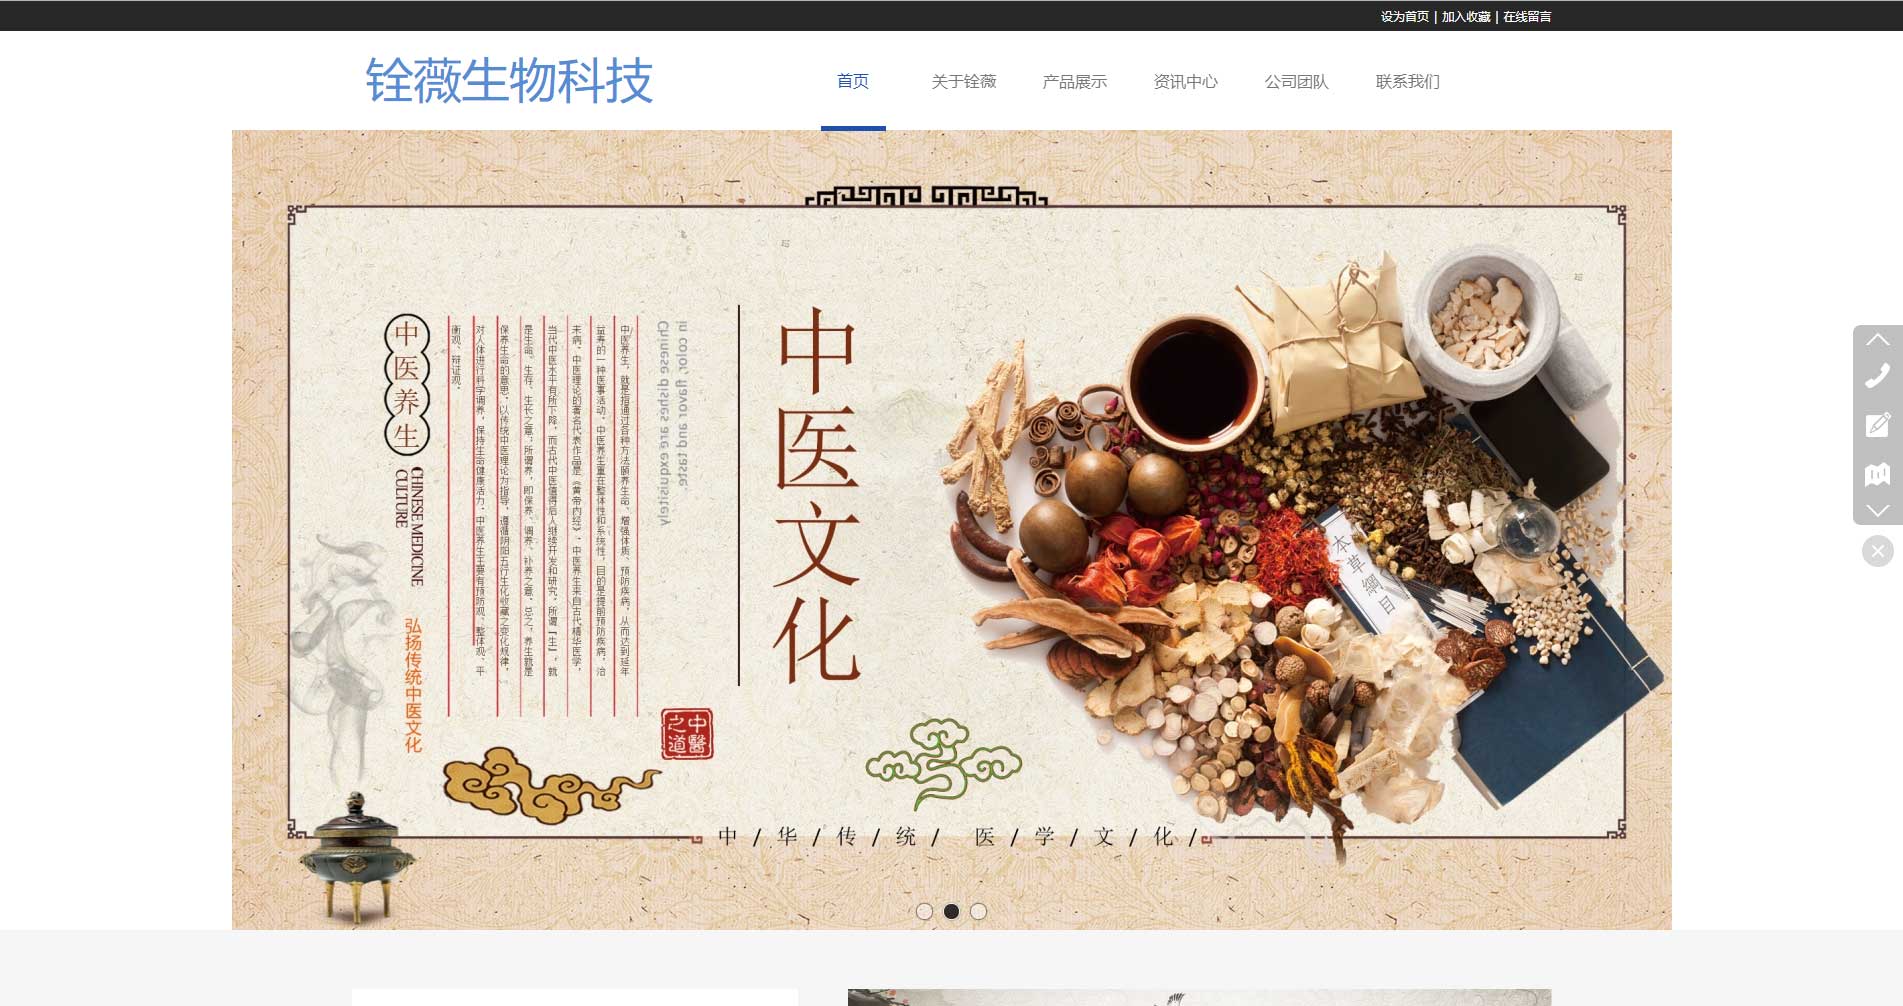 设为首页 | 加入收藏 | 在线留言
铨薇生物科技
首页 关于铨薇 产品展示 资讯中心 公司团队 联系我们
中医文化
Chinese dishes are exquisitely
in color, flavor and taste.
中医养生，就是指通过各种方法颐养生命、增强体质、预防疾病，从而达到延年
益寿的一种医事活动。中医养生重在整体性和系统性，目的是提前预防疾病，治
未病。中医理论的著名代表作品是《黄帝内经》。中医养生来自古代精华医学，
当代中医水平有所下降，而古代中医值得后人继续开发和研究。所谓『生』，就
是生命、生存、生长之意；所谓养，即保养、调养、补养之意。总之，养生就是
保养生命的意思。以传统中医理论为指导，遵循阴阳五行生化收藏之变化规律，
对人体进行科学调养，保持生命健康活力。中医养生主要有预防观、整体观、平
衡观、辩证观。
中医养生
CHINESE MEDICINE
CULTURE
弘扬传统中医文化
中醫
之道
本草綱目
中/华/传/统/ 医/学/文/化/